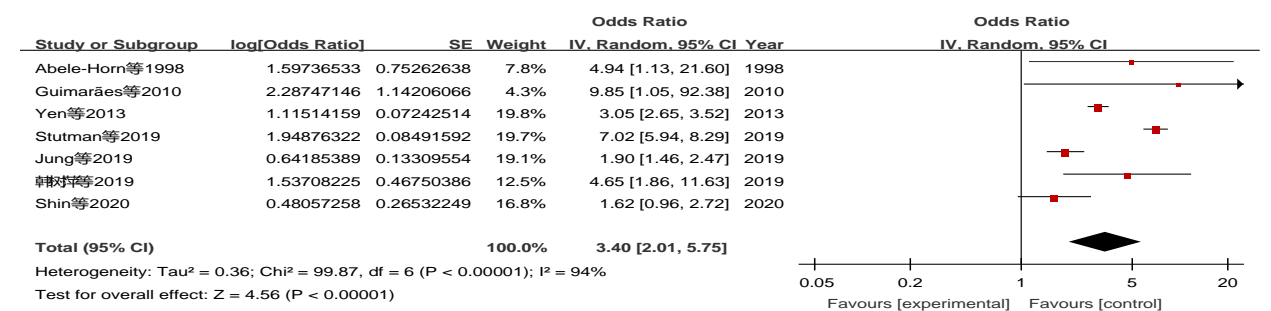 Odds Ratio Odds Ratio
Study or Subgroup log[Odds Ratio] SE Weight IV, Random, 95% CI Year IV, Random, 95% CI
Abele-Horn等1998 1.59736533 0.75262638 7.8% 4.94 [1.13, 21.60] 1998
Guimarães等2010 2.28747146 1.14206066 4.3% 9.85 [1.05, 92.38] 2010
Yen等2013 1.11514159 0.07242514 19.8% 3.05 [2.65, 3.52] 2013
Stutman等2019 1.94876322 0.08491592 19.7% 7.02 [5.94, 8.29] 2019
Jung等2019 0.64185389 0.13309554 19.1% 1.90 [1.46, 2.47] 2019
韩树萍等2019 1.53708225 0.46750386 12.5% 4.65 [1.86, 11.63] 2019
Shin等2020 0.48057258 0.26532249 16.8% 1.62 [0.96, 2.72] 2020
Total (95% CI) 100.0% 3.40 [2.01, 5.75]
Heterogeneity: Tau² = 0.36; Chi² = 99.87, df = 6 (P < 0.00001); I² = 94%
Test for overall effect: Z = 4.56 (P < 0.00001)
0.05 0.2 1 5 20
Favours [experimental] Favours [control]